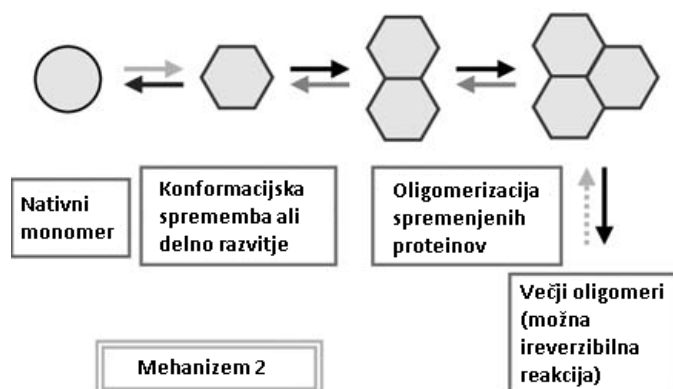 Nativni
monomer
Konformacijska
sprememba ali
delno razvitje
Oligomerizacija
spremenjenih
proteinov
Večji oligomeri
(možna
ireverzibilna
reakcija)
Mehanizem 2